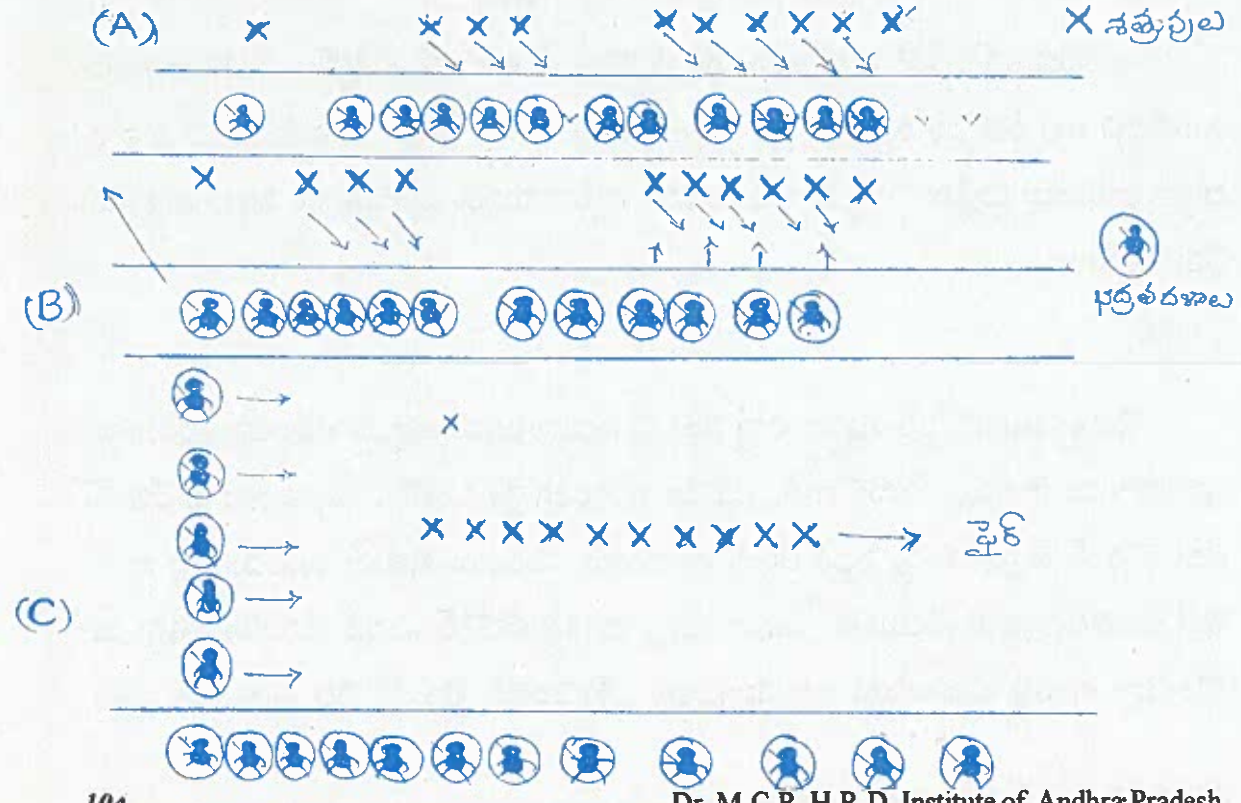 (A)
X శత్రువులు
(B)
భద్రతదళాలు
ఫైర్
(C)
104
Dr. M.C.R. H.R.D. Institute of Andhra Pradesh